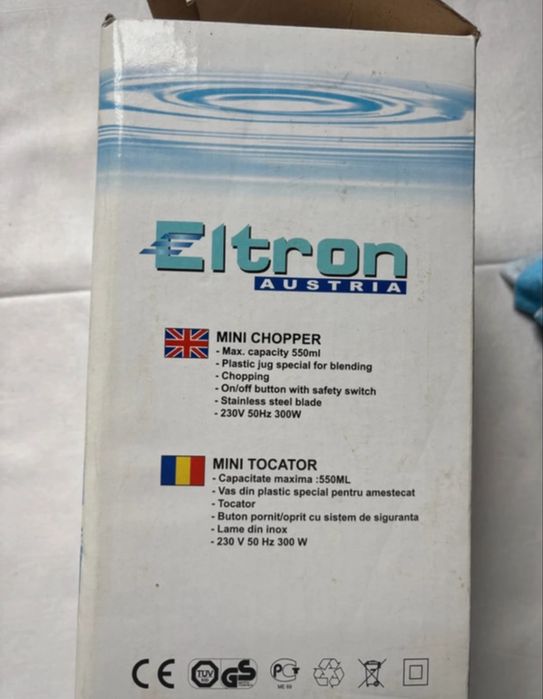 Eltron
AUSTRIA
MINI CHOPPER
- Max. capacity 550ml
- Plastic jug special for blending
- Chopping
- On/off button with safety switch
- Stainless steel blade
- 230V 50Hz 300W
MINI TOCATOR
- Capacitate maxima :550ML
- Vas din plastic special pentru amestecat
- Tocator
- Buton pornit/oprit cu sistem de siguranta
- Lame din inox
- 230 V 50 Hz 300 W
CE TUV GS PG